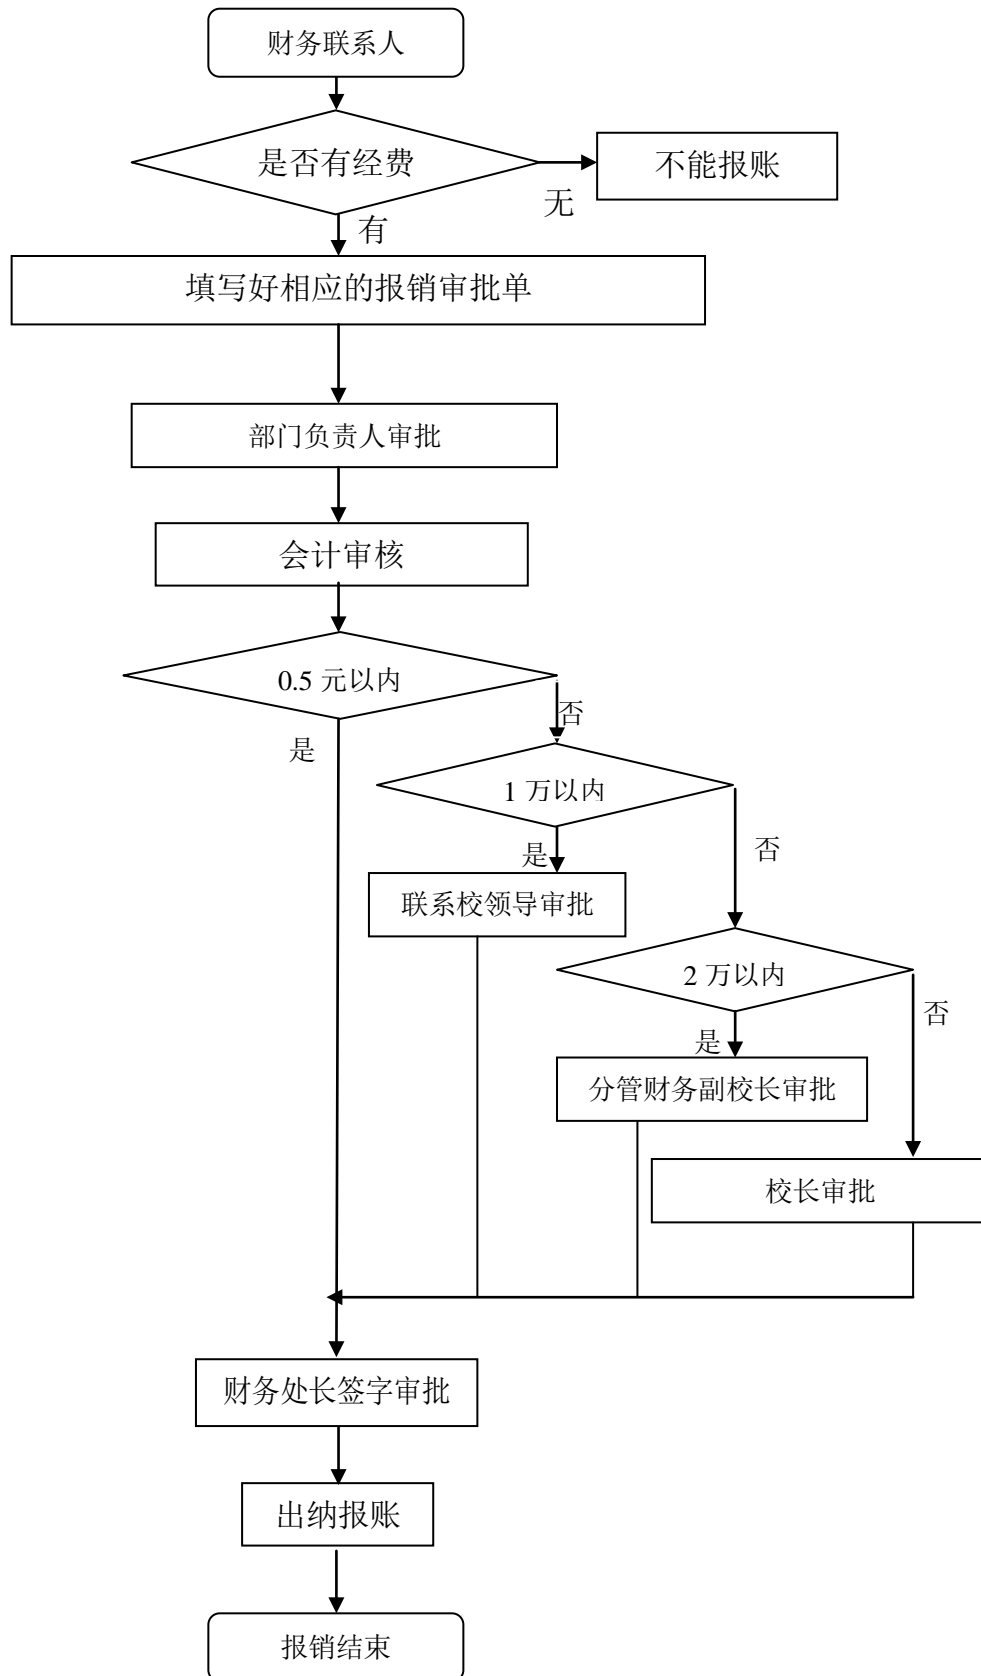 财务联系人
是否有经费
不能报账
无
有
填写好相应的报销审批单
部门负责人审批
会计审核
0.5 元以内
否
是
1 万以内
否
是
联系校领导审批
2 万以内
否
是
分管财务副校长审批
校长审批
财务处长签字审批
出纳报账
报销结束